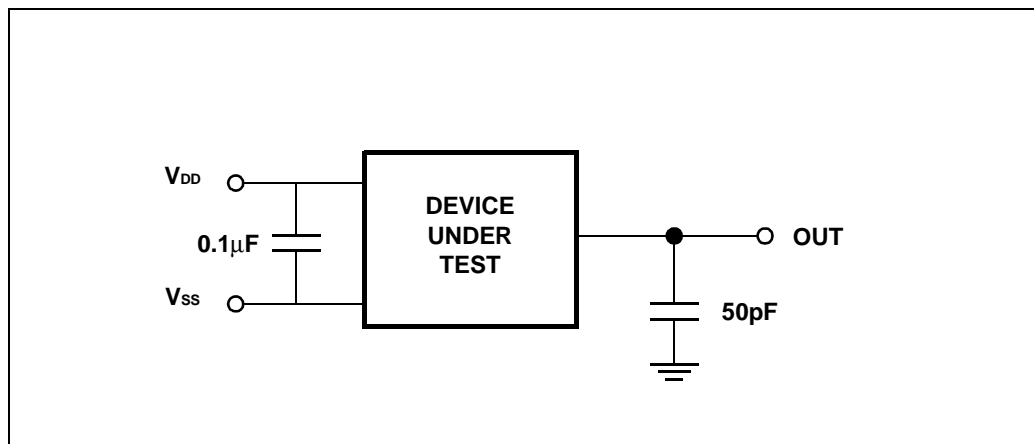 VDD
0.1μF
VSS
DEVICE
UNDER
TEST
OUT
50pF